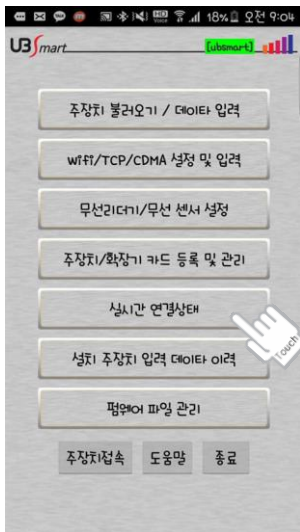 18% 오전 9:04
UBSmart [ubsmart]
주장치 불러오기 / 데이타 입력
wifi/TCP/CDMA 설정 및 입력
무선리더기/무선 센서 설정
주장치/확장기 카드 등록 및 관리
실시간 연결상태
Touch
설치 주장치 입력 데이타 이력
펌웨어 파일 관리
주장치접속 도움말 종료